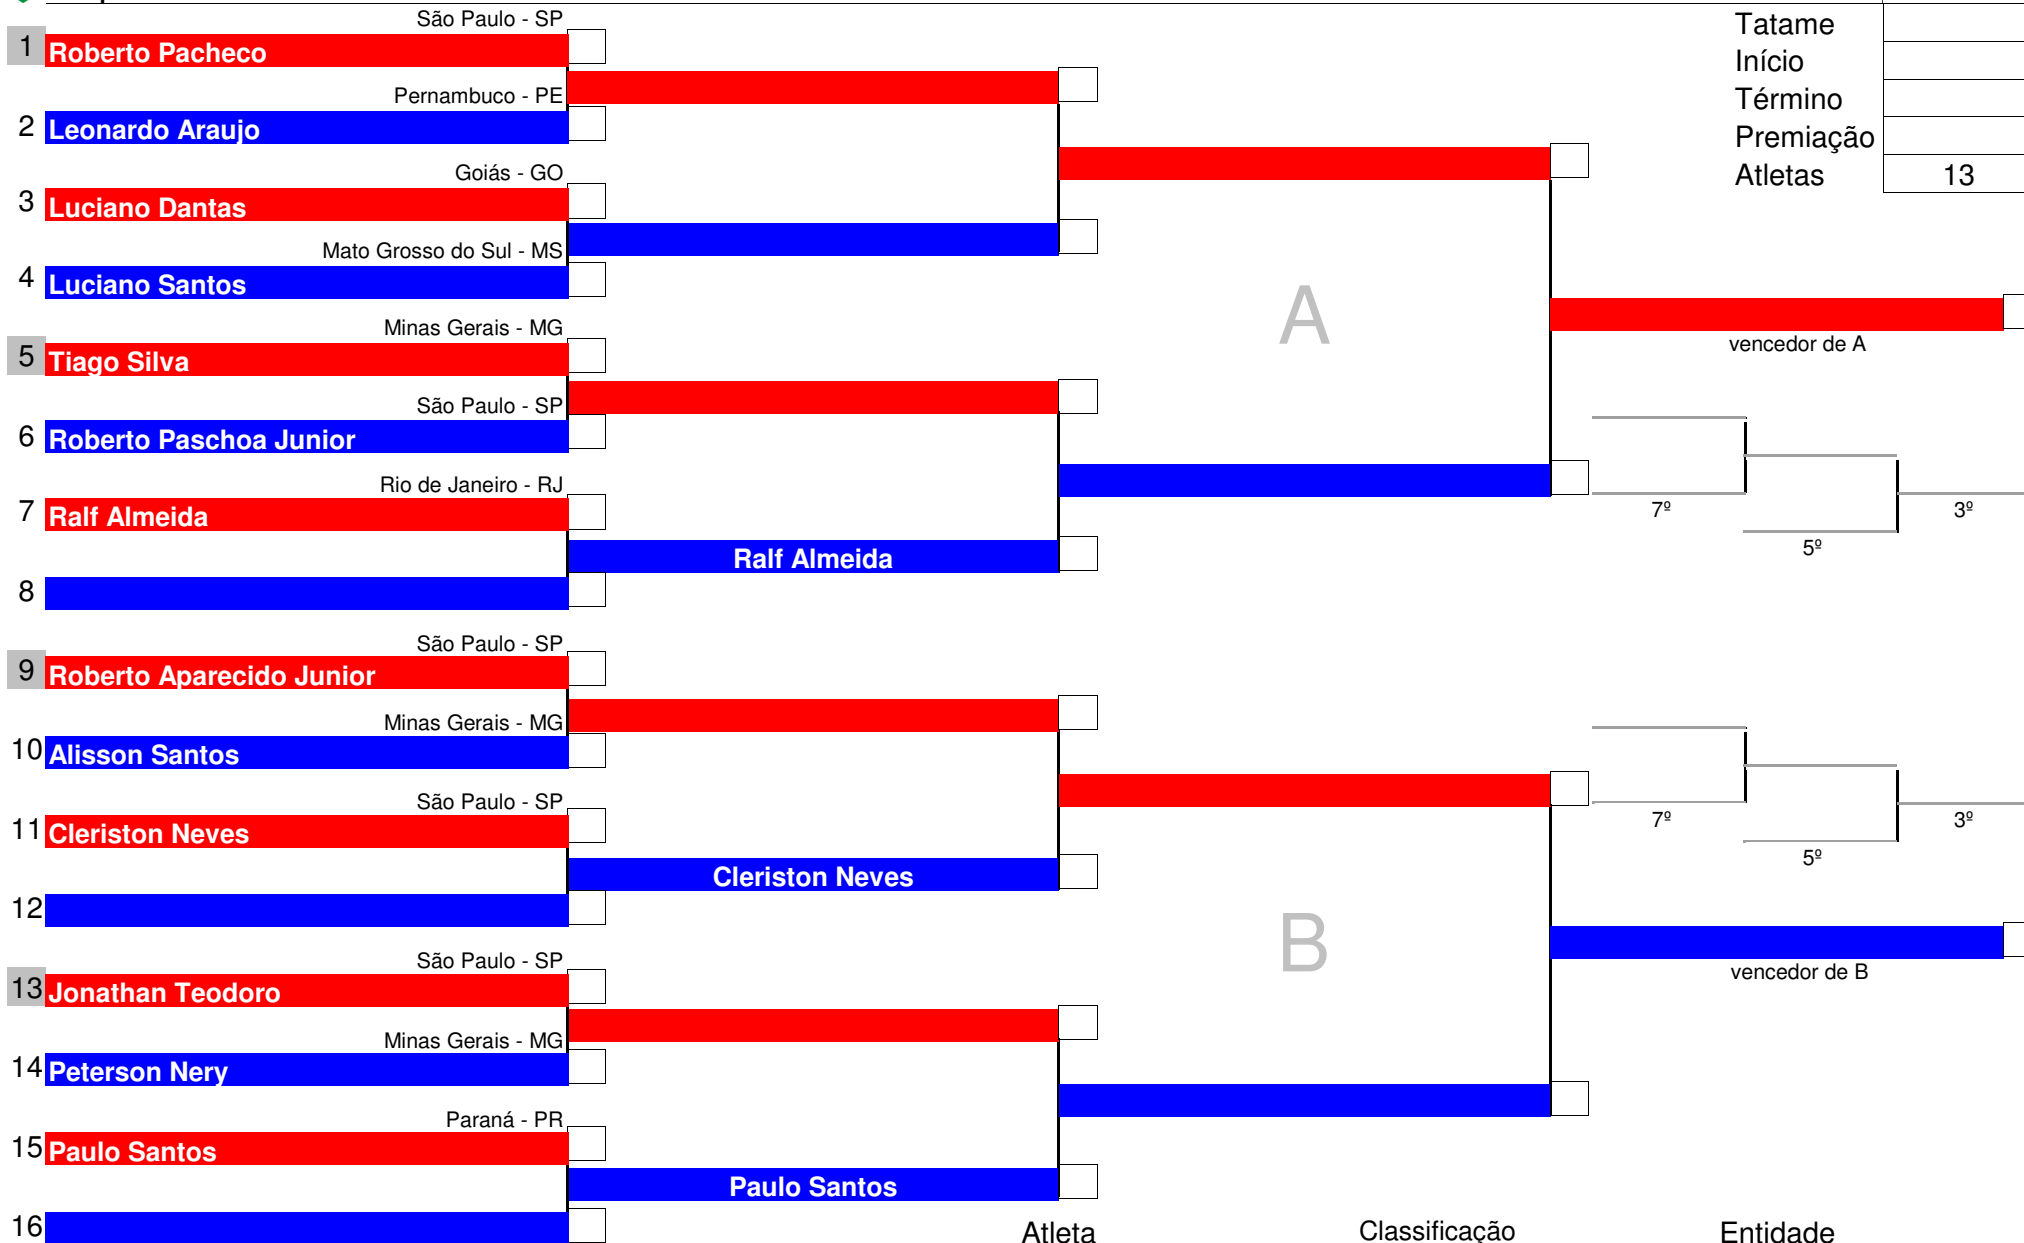 São Paulo - SP
1 Roberto Pacheco
Pernambuco - PE
2 Leonardo Araujo
Goiás - GO
3 Luciano Dantas
Mato Grosso do Sul - MS
4 Luciano Santos
Minas Gerais - MG
5 Tiago Silva
São Paulo - SP
6 Roberto Paschoa Junior
Rio de Janeiro - RJ
7 Ralf Almeida
Ralf Almeida
8
São Paulo - SP
9 Roberto Aparecido Junior
Minas Gerais - MG
10 Alisson Santos
São Paulo - SP
11 Cleriston Neves
Cleriston Neves
12
São Paulo - SP
13 Jonathan Teodoro
Minas Gerais - MG
14 Peterson Nery
Paraná - PR
15 Paulo Santos
Paulo Santos
16
A
B
Tatame
Início
Término
Premiação
Atletas 13
vencedor de A
7º
3º
5º
7º
3º
5º
vencedor de B
Atleta Classificação Entidade